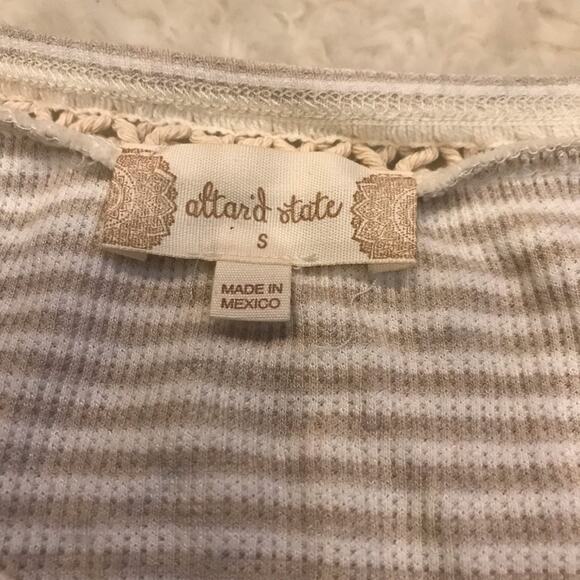 altar'd state
S
MADE IN
MEXICO